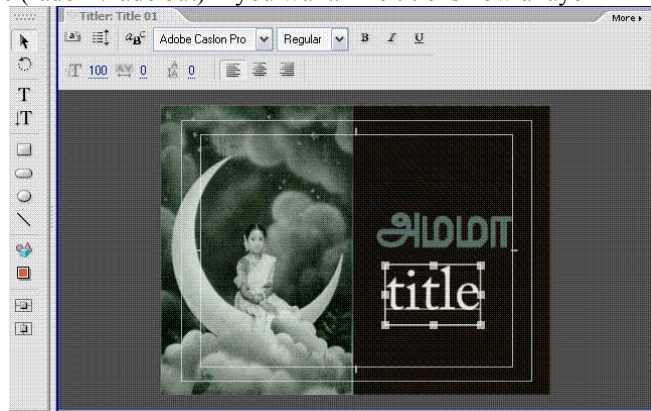 Titler: Title 01
More
Adobe Caslon Pro Regular B I U
T 100 0 0
T
T
அமமா
title